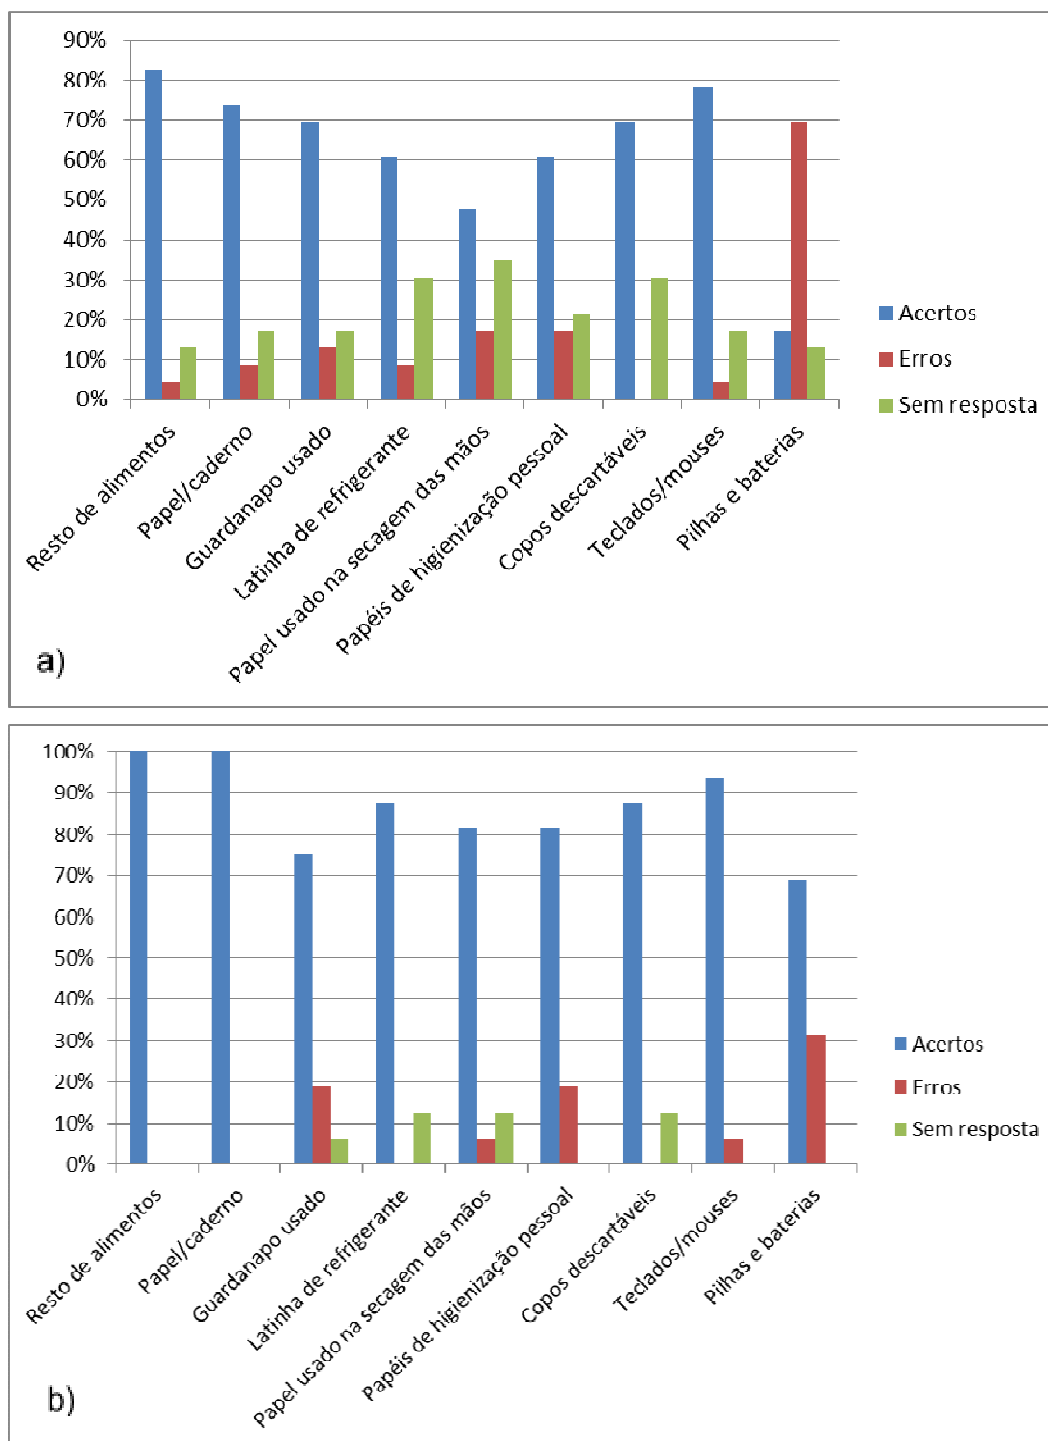 90%
80%
70%
60%
50%
40%
30%
20%
10%
0%
Acertos
Erros
Sem resposta
Resto de alimentos
Papel/caderno
Guardanapo usado
Latinha de refrigerante
Papel usado na secagem das mãos
Papéis de higienização pessoal
Copos descartáveis
Teclados/mouses
Pilhas e baterias
a)
100%
90%
80%
70%
60%
50%
40%
30%
20%
10%
0%
Acertos
Erros
Sem resposta
Resto de alimentos
Papel/caderno
Guardanapo usado
Latinha de refrigerante
Papel usado na secagem das mãos
Papéis de higienização pessoal
Copos descartáveis
Teclados/mouses
Pilhas e baterias
b)